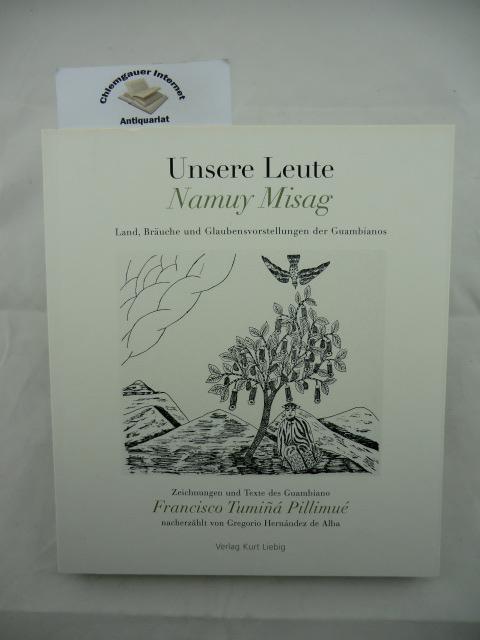 Chiemgauer Internet
Antiquariat
Unsere Leute
Namuy Misag
Land, Bräuche und Glaubensvorstellungen der Guambianos
Zeichnungen und Texte des Guambiano
Francisco Tumiñá Pillimué
nacherzählt von Gregorio Hernández de Alba
Verlag Kurt Liebig